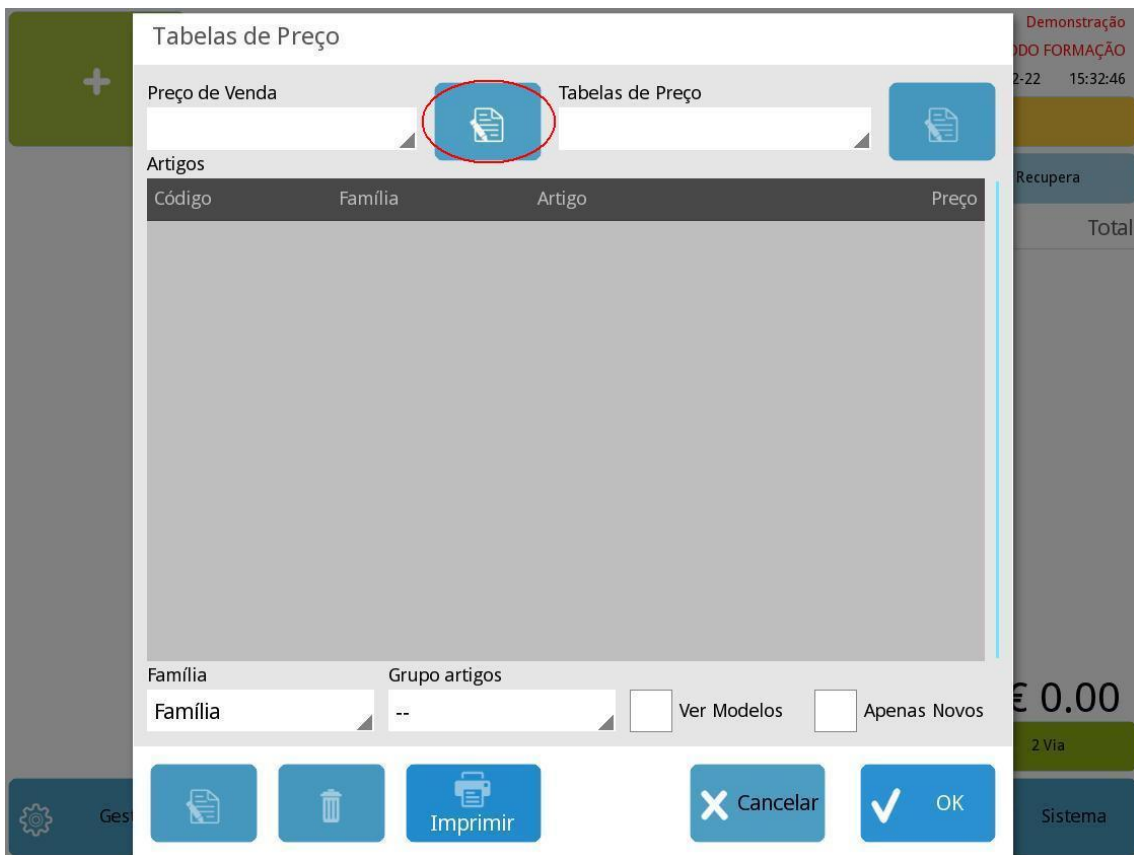 Tabelas de Preço
Demonstração
ODO FORMAÇÃO
2-22 15:32:46
Preço de Venda
Tabelas de Preço
Artigos
Recupera
Código Família Artigo Preço
Total
Família
Grupo artigos
Família
--
Ver Modelos
Apenas Novos
€ 0.00
2 Via
Ges
Imprimir
Cancelar
OK
Sistema